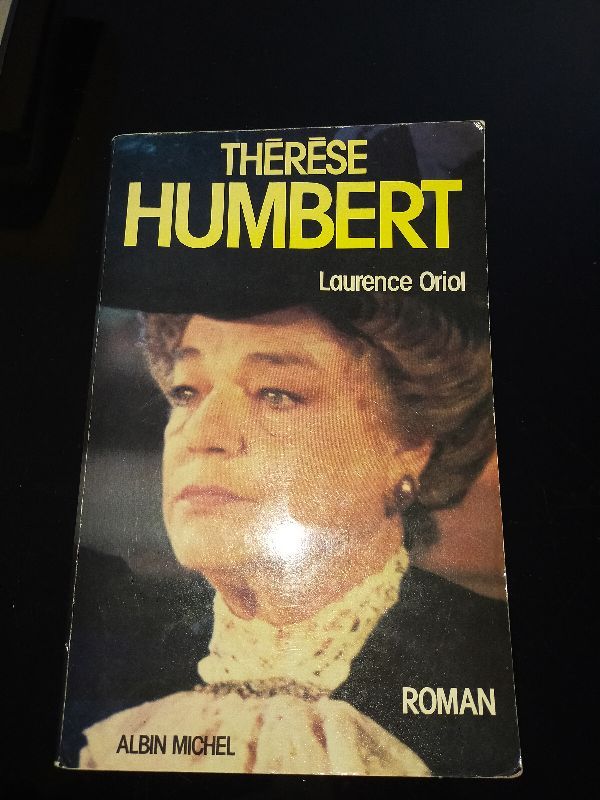 THÉRÈSE
HUMBERT
Laurence Oriol
ROMAN
ALBIN MICHEL